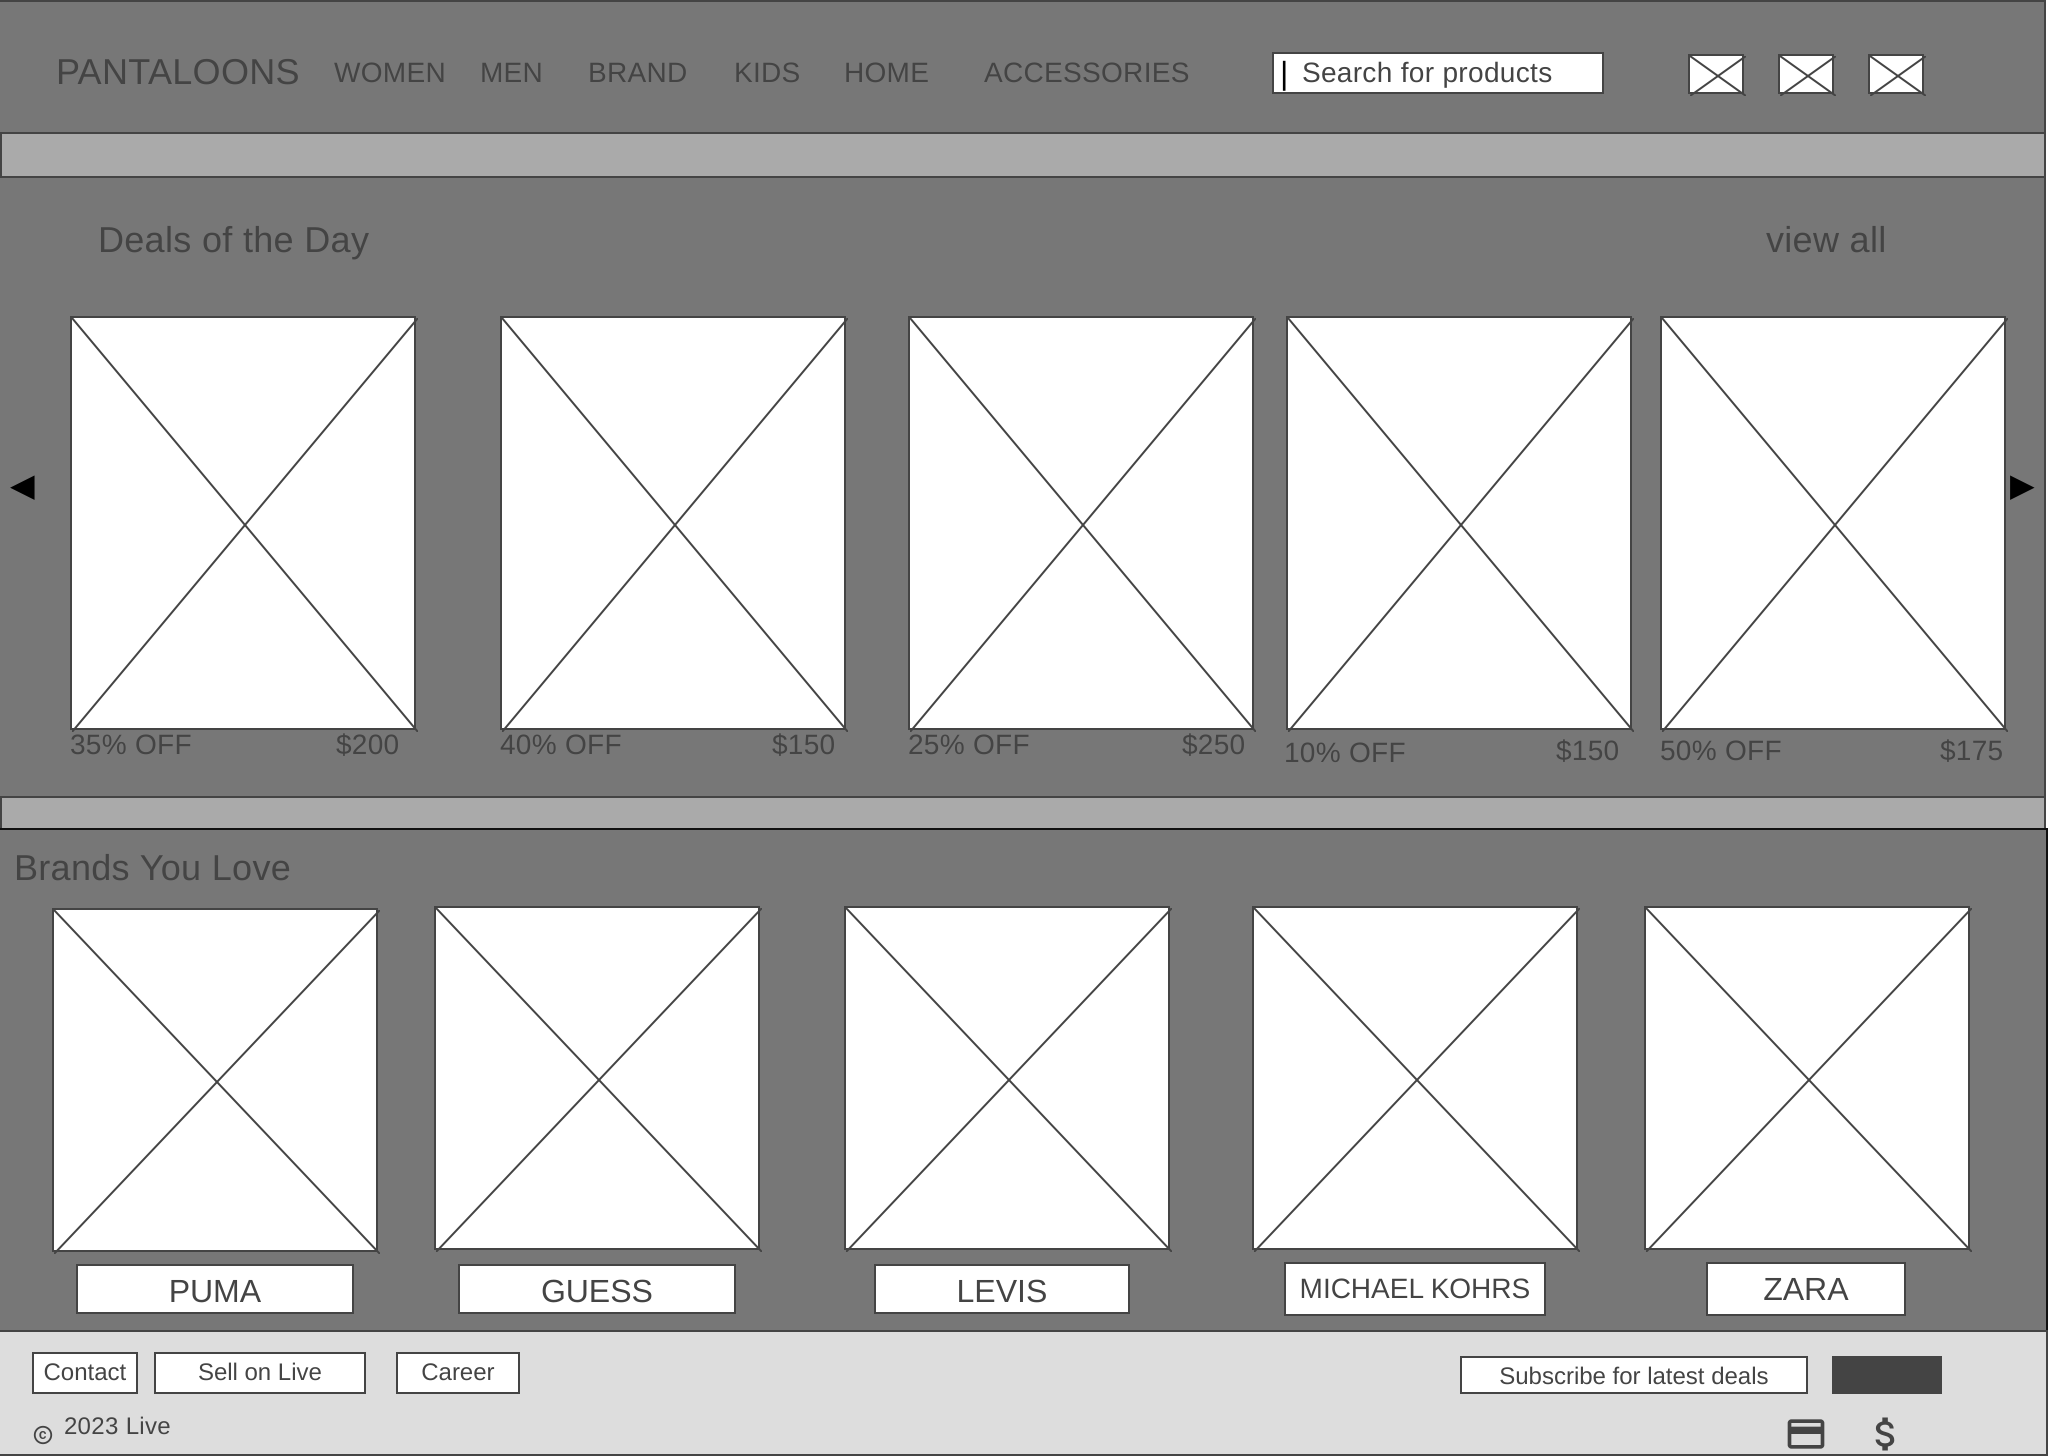 PANTALOONS WOMEN MEN BRAND KIDS HOME ACCESSORIES Search for products
Deals of the Day view all
35% OFF $200 40% OFF $150 25% OFF $250 10% OFF $150 50% OFF $175
Brands You Love
PUMA GUESS LEVIS MICHAEL KOHRS ZARA
Contact Sell on Live Career Subscribe for latest deals
© 2023 Live $